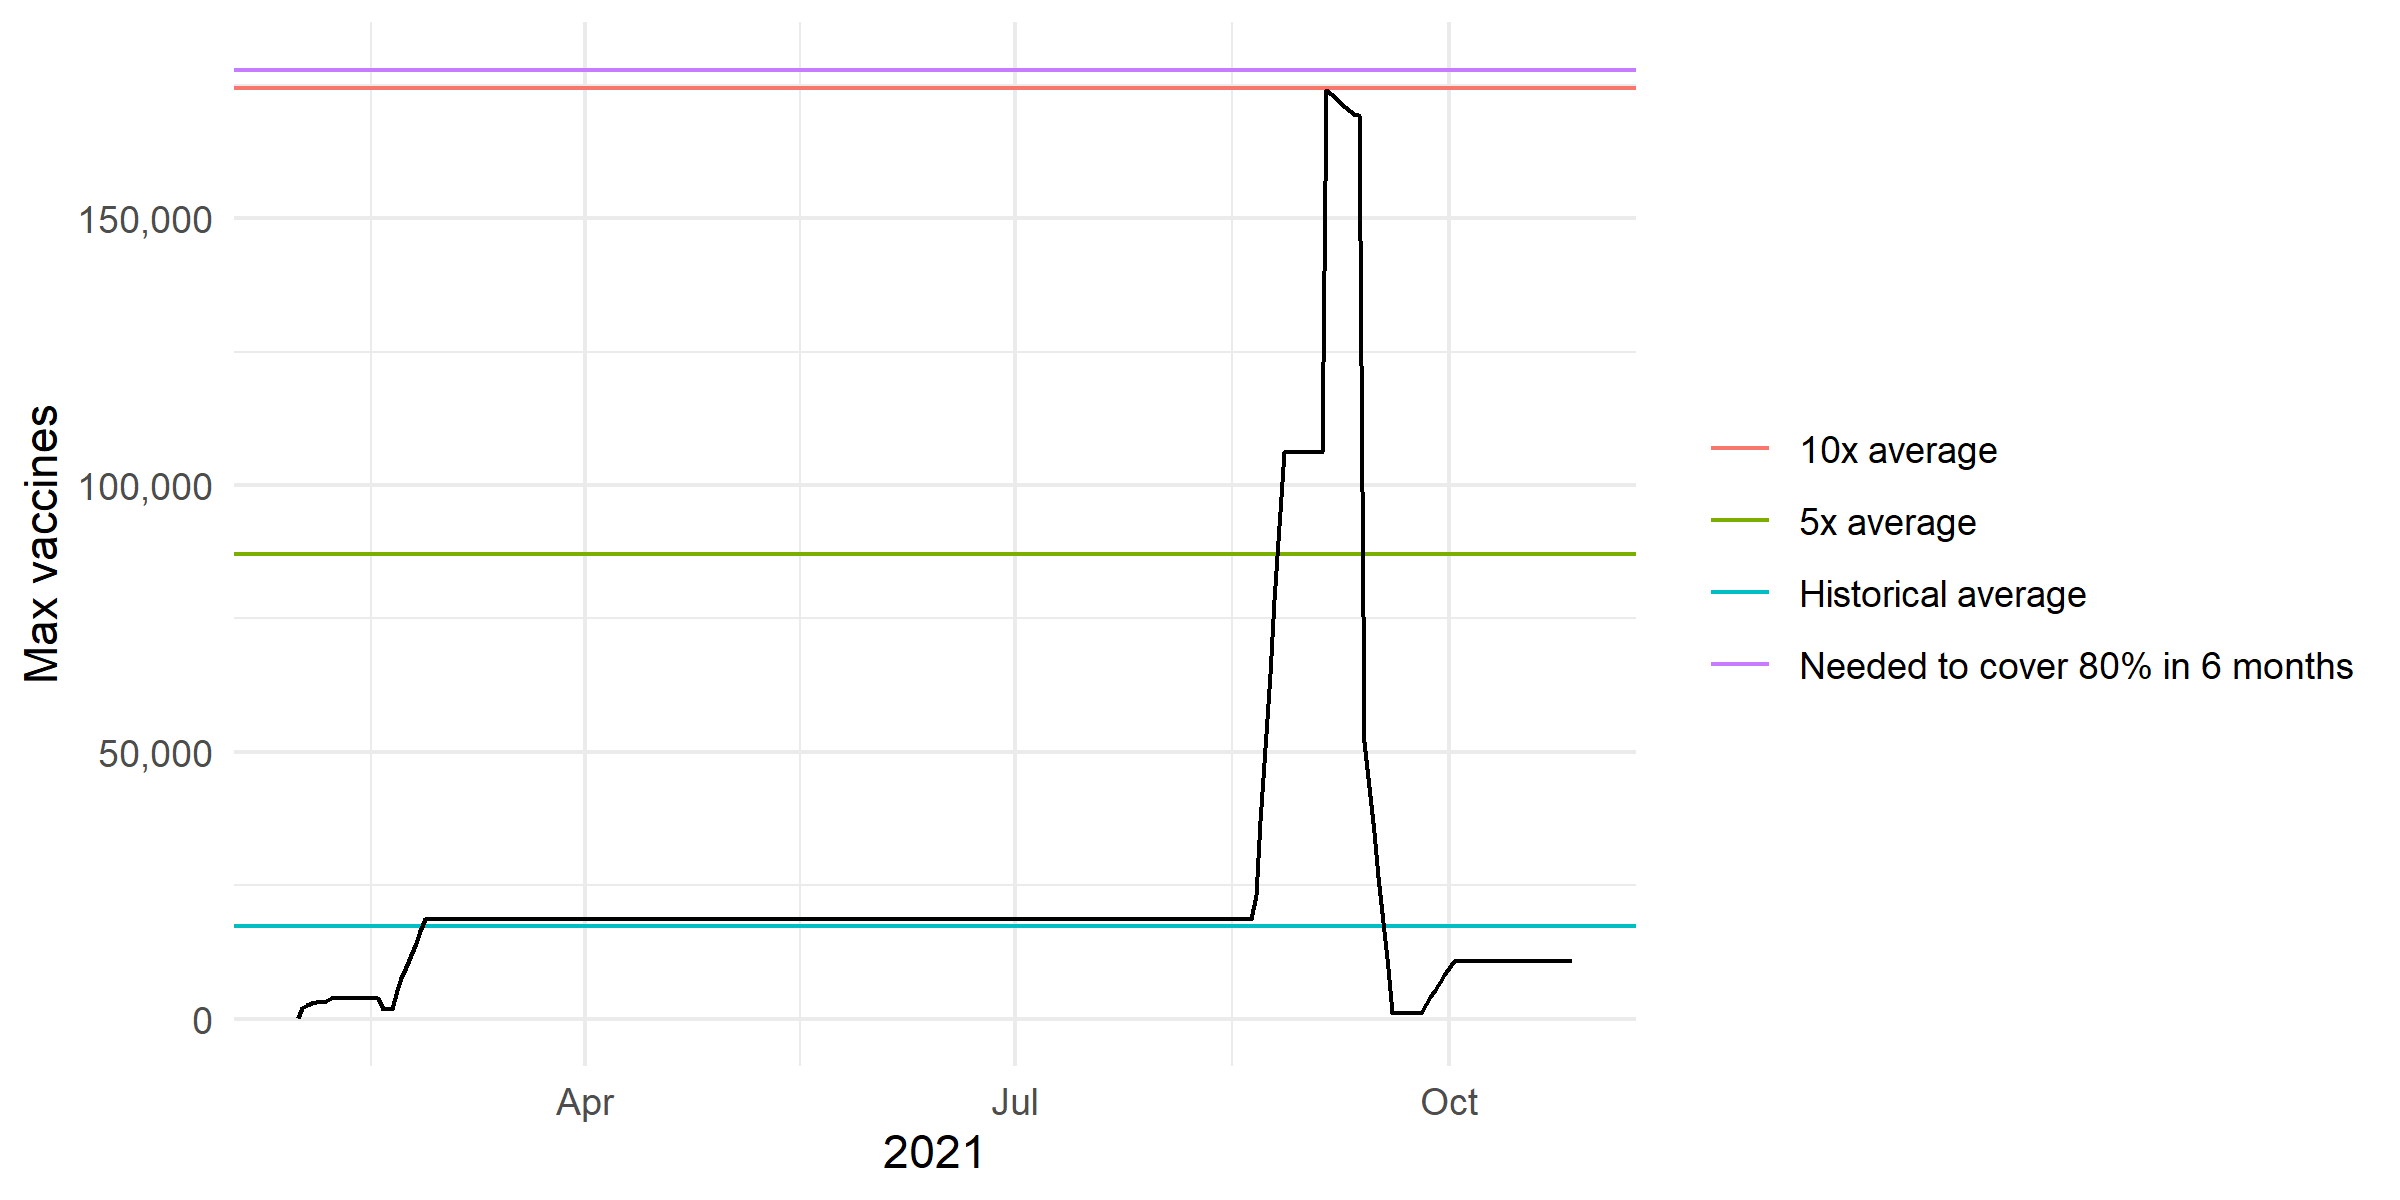 Max vaccines
150,000
100,000
50,000
0
Apr
Jul
Oct
2021
10x average
5x average
Historical average
Needed to cover 80% in 6 months